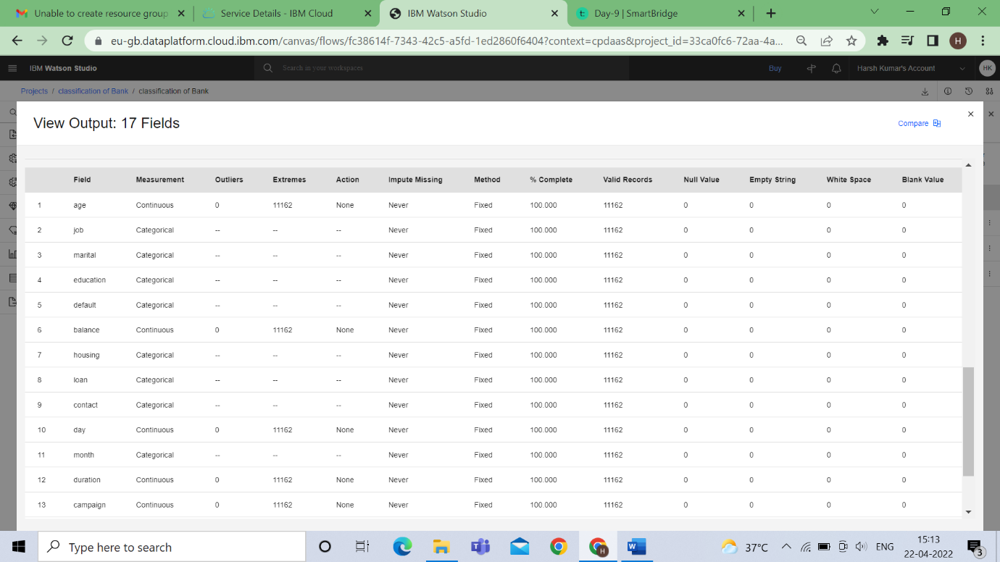 Unable to create resource group
Service Details - IBM Cloud
IBM Watson Studio
t: Day-9 | SmartBridge
eu-gb.dataplatform.cloud.ibm.com/canvas/flows/fc38614f-7343-42c5-a5fd-1ed2860f6404?context=cpdaas&project_id=33ca0fc6-72aa-4a...
H
IBM Watson Studio
Search in your workspaces
Buy
Harsh Kumar's Account
HK
Projects / classification of Bank / classification of Bank
View Output: 17 Fields
Compare
Field Measurement Outliers Extremes Action Impute Missing Method % Complete Valid Records Null Value Empty String White Space Blank Value
1 age Continuous 0 11162 None Never Fixed 100.000 11162 0 0 0 0
2 job Categorical -- -- -- Never Fixed 100.000 11162 0 0 0 0
3 marital Categorical -- -- -- Never Fixed 100.000 11162 0 0 0 0
4 education Categorical -- -- -- Never Fixed 100.000 11162 0 0 0 0
5 default Categorical -- -- -- Never Fixed 100.000 11162 0 0 0 0
6 balance Continuous 0 11162 None Never Fixed 100.000 11162 0 0 0 0
7 housing Categorical -- -- -- Never Fixed 100.000 11162 0 0 0 0
8 loan Categorical -- -- -- Never Fixed 100.000 11162 0 0 0 0
9 contact Categorical -- -- -- Never Fixed 100.000 11162 0 0 0 0
10 day Continuous 0 11162 None Never Fixed 100.000 11162 0 0 0 0
11 month Categorical -- -- -- Never Fixed 100.000 11162 0 0 0 0
12 duration Continuous 0 11162 None Never Fixed 100.000 11162 0 0 0 0
13 campaign Continuous 0 11162 None Never Fixed 100.000 11162 0 0 0 0
Type here to search
37°C
ENG
15:13
22-04-2022
3